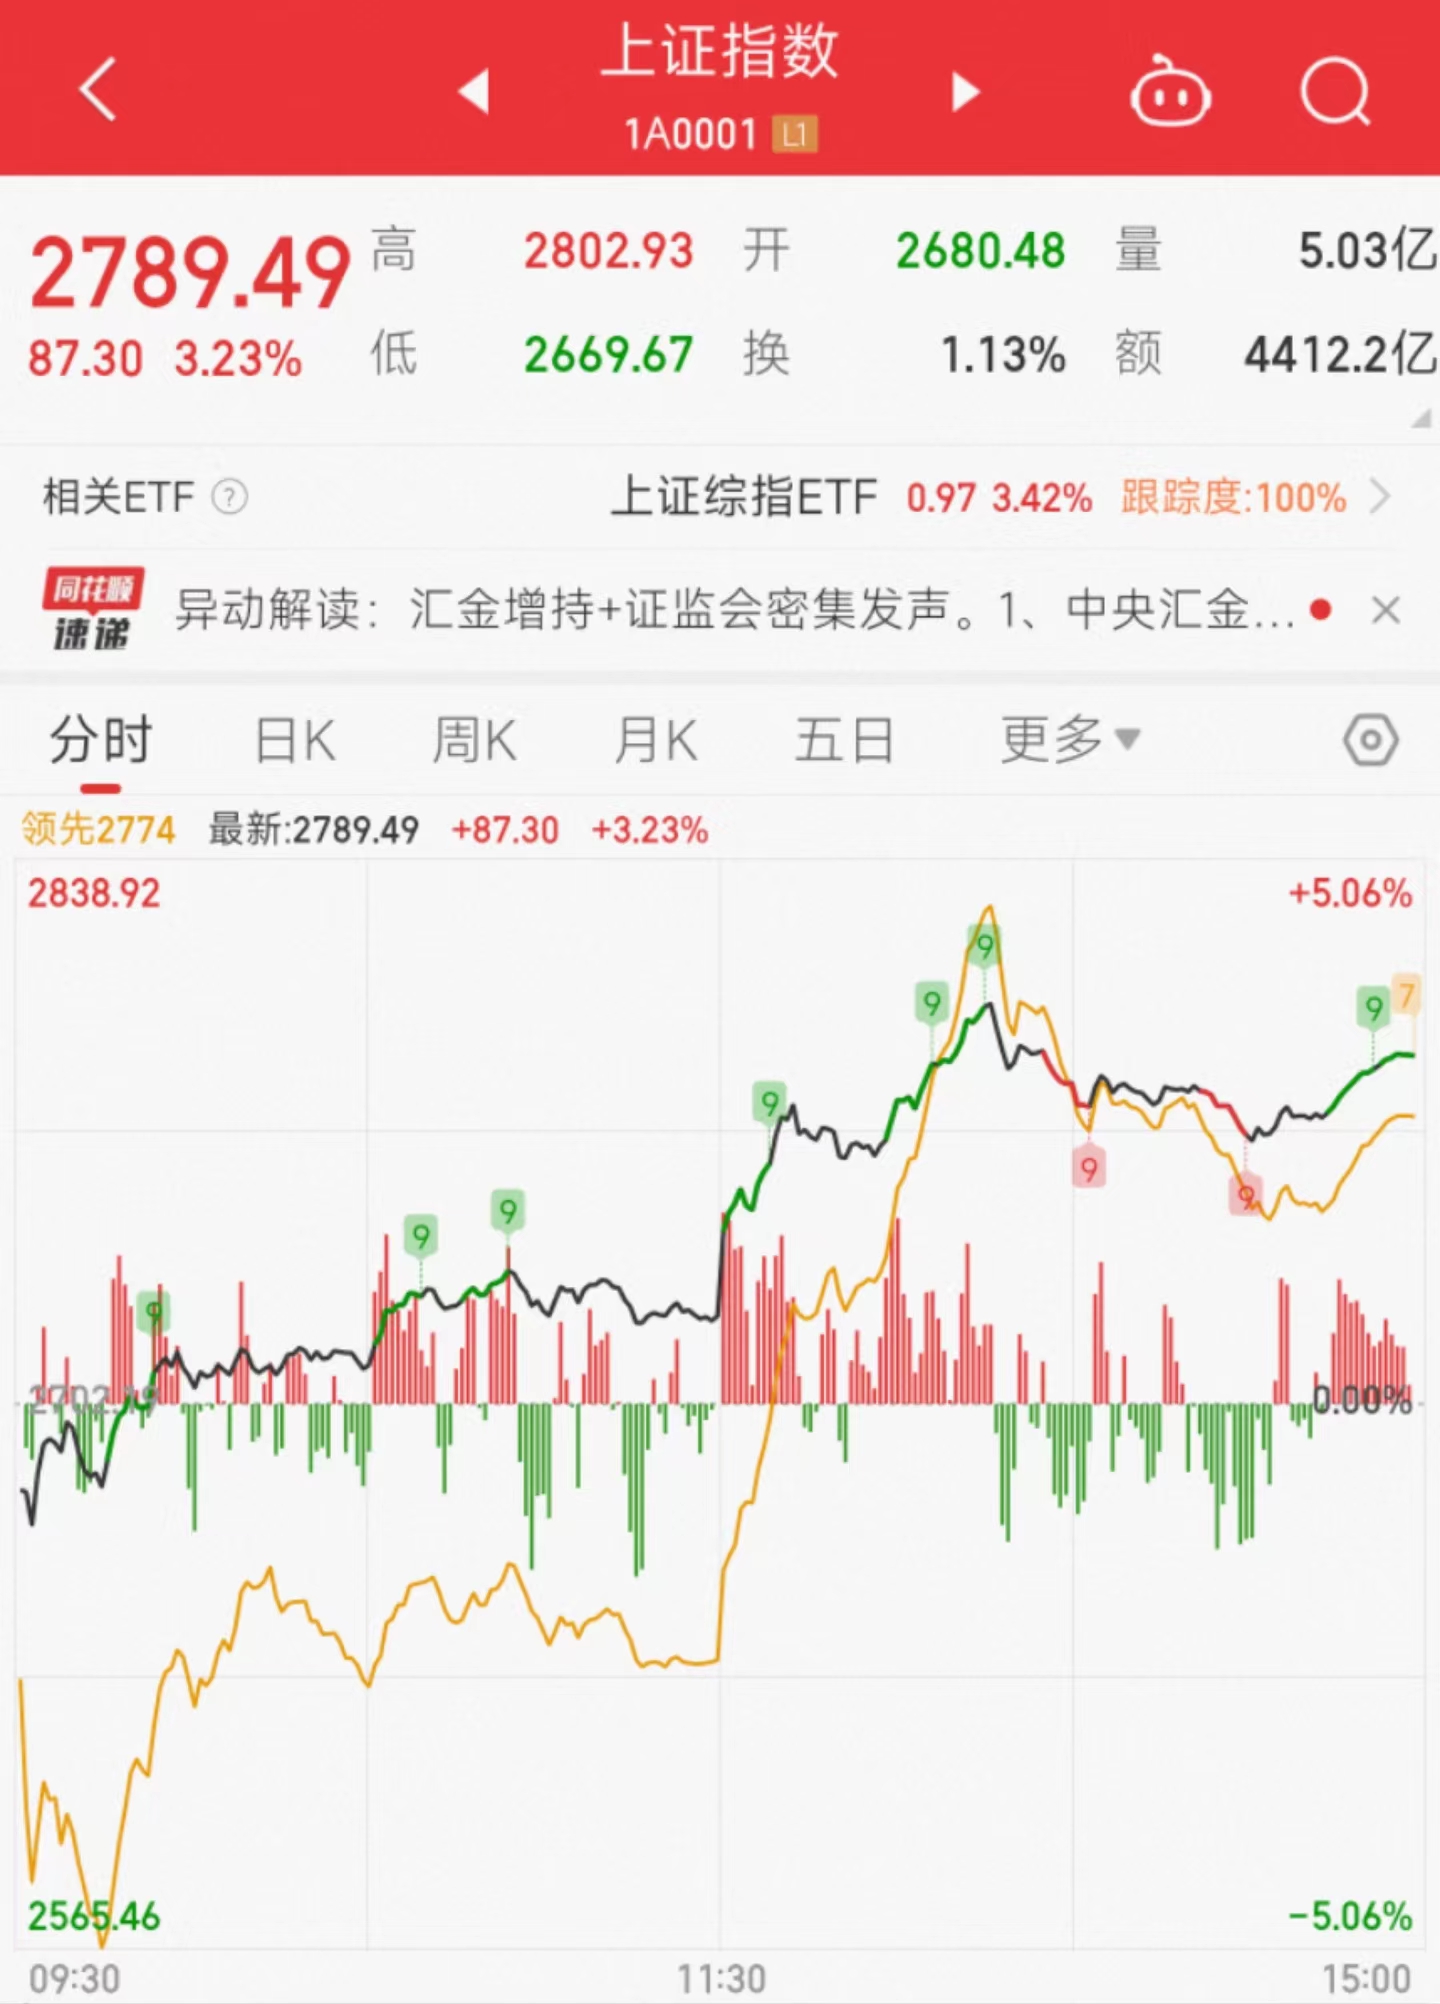 上证指数
1A0001 L1
2789.49 高 2802.93 开 2680.48 量 5.03亿
87.30 3.23% 低 2669.67 换 1.13% 额 4412.2亿
相关ETF ? 上证综指ETF 0.97 3.42% 跟踪度:100%
同花顺
速递
异动解读：汇金增持+证监会密集发声。1、中央汇金...
分时 日K 周K 月K 五日 更多
领先2774 最新:2789.49 +87.30 +3.23%
2838.92 +5.06%
9
9 9 7
9
9
9
9
9
9
9
2702.19 0.00%
2565.46 -5.06%
09:30 11:30 15:00